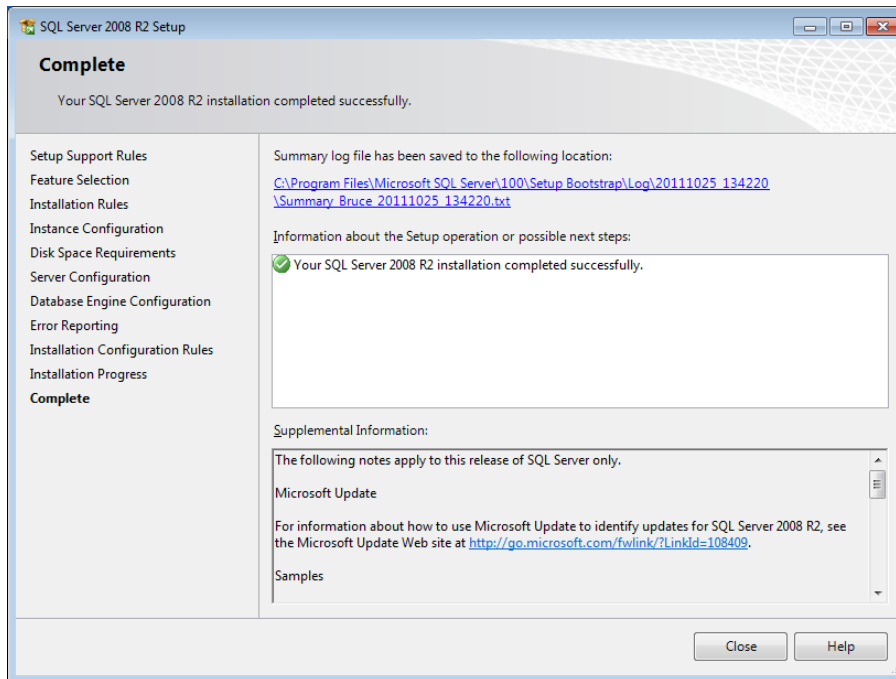 SQL Server 2008 R2 Setup
Complete
Your SQL Server 2008 R2 installation completed successfully.
Setup Support Rules
Feature Selection
Installation Rules
Instance Configuration
Disk Space Requirements
Server Configuration
Database Engine Configuration
Error Reporting
Installation Configuration Rules
Installation Progress
Complete
Summary log file has been saved to the following location:
C:\Program Files\Microsoft SQL Server\100\Setup Bootstrap\Log\20111025_134220
\Summary_Bruce_20111025_134220.txt
Information about the Setup operation or possible next steps:
Your SQL Server 2008 R2 installation completed successfully.
Supplemental Information:
The following notes apply to this release of SQL Server only.
Microsoft Update
For information about how to use Microsoft Update to identify updates for SQL Server 2008 R2, see
the Microsoft Update Web site at http://go.microsoft.com/fwlink/?LinkId=108409.
Samples
Close
Help